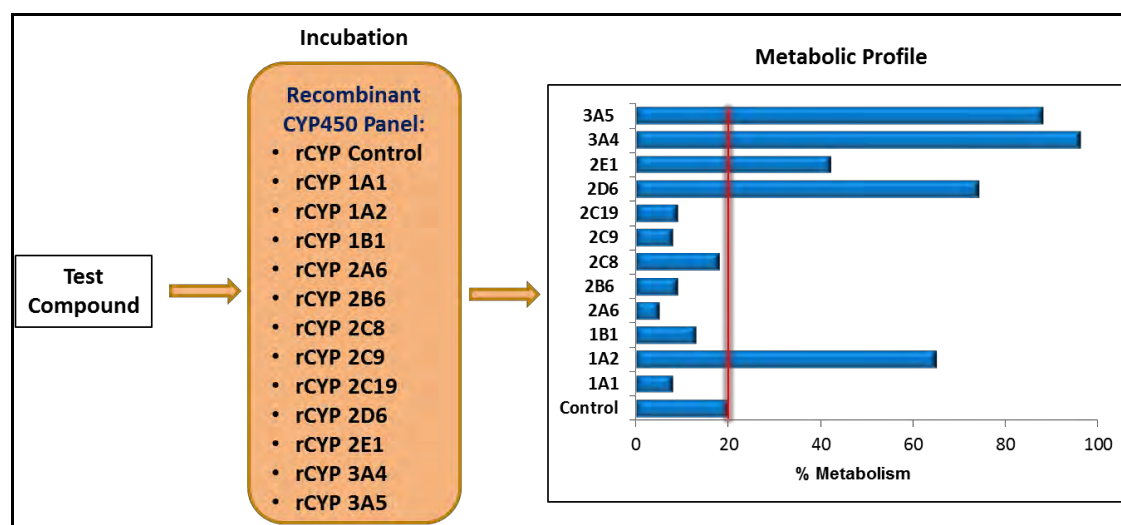 Incubation
Recombinant
CYP450 Panel:
• rCYP Control
• rCYP 1A1
• rCYP 1A2
• rCYP 1B1
• rCYP 2A6
• rCYP 2B6
• rCYP 2C8
• rCYP 2C9
• rCYP 2C19
• rCYP 2D6
• rCYP 2E1
• rCYP 3A4
• rCYP 3A5
Test
Compound
Metabolic Profile
3A5
3A4
2E1
2D6
2C19
2C9
2C8
2B6
2A6
1B1
1A2
1A1
Control
0 20 40 60 80 100
% Metabolism